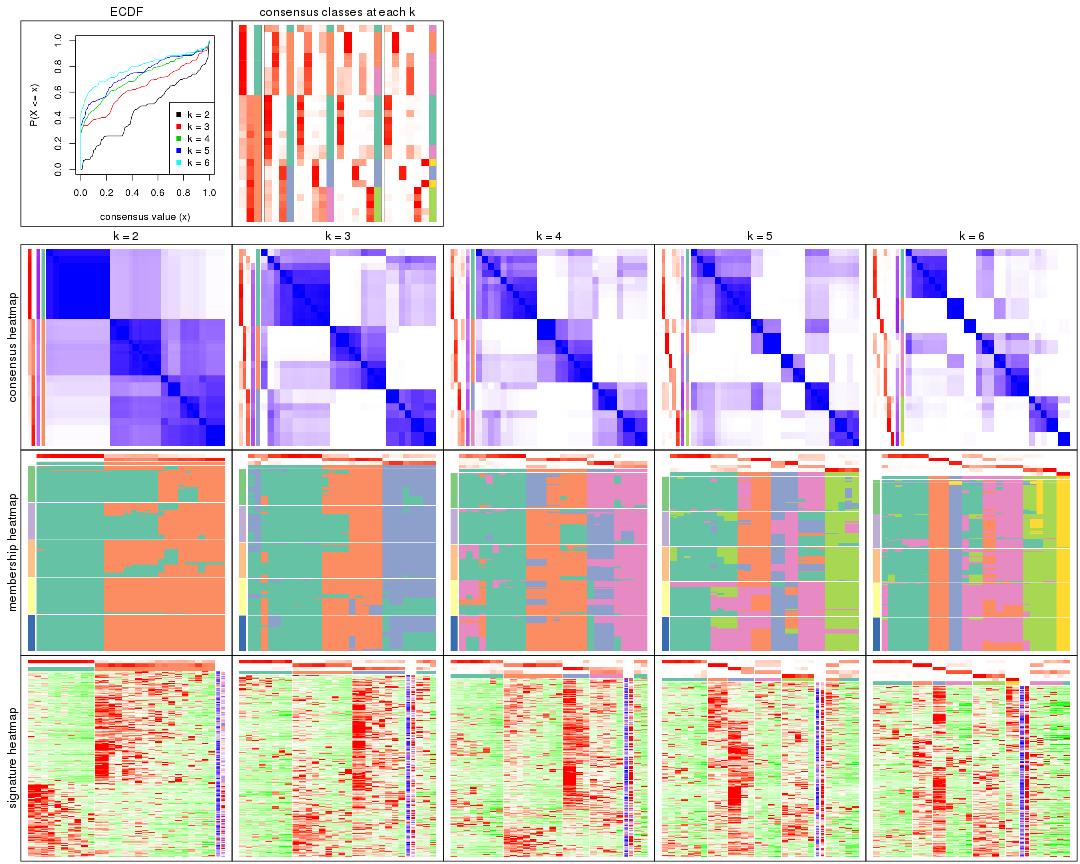 ECDF
consensus classes at each k
P(X <= x)
1.0
0.8
0.6
0.4
0.2
0.0
k = 2
k = 3
k = 4
k = 5
k = 6
0.0 0.2 0.4 0.6 0.8 1.0
consensus value (x)
k = 2
k = 3
k = 4
k = 5
k = 6
consensus heatmap
membership heatmap
signature heatmap